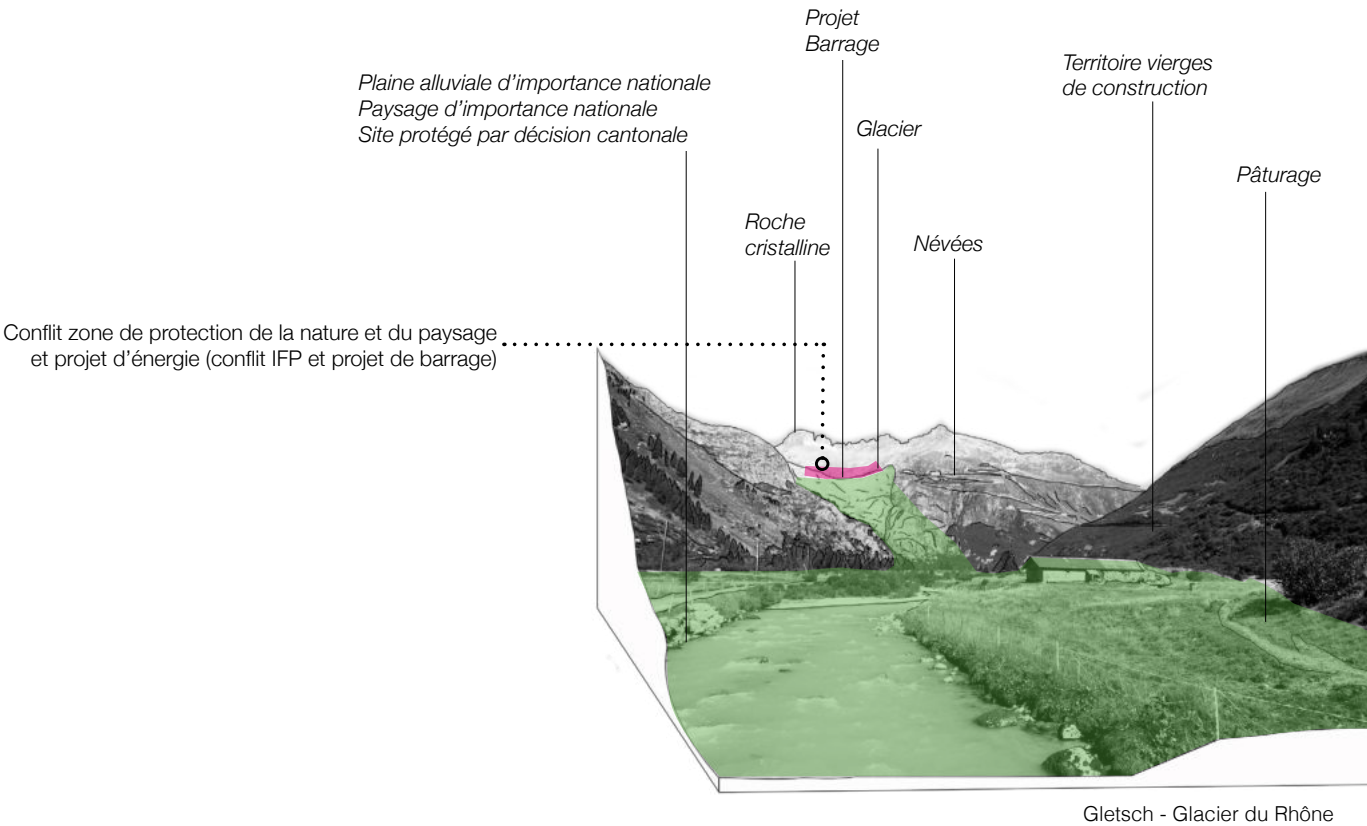 Projet
Barrage
Plaine alluviale d'importance nationale
Paysage d'importance nationale
Site protégé par décision cantonale
Territoire vierges
de construction
Glacier
Pâturage
Roche
cristalline
Névées
Conflit zone de protection de la nature et du paysage
et projet d'énergie (conflit IFP et projet de barrage)
Gletsch - Glacier du Rhône